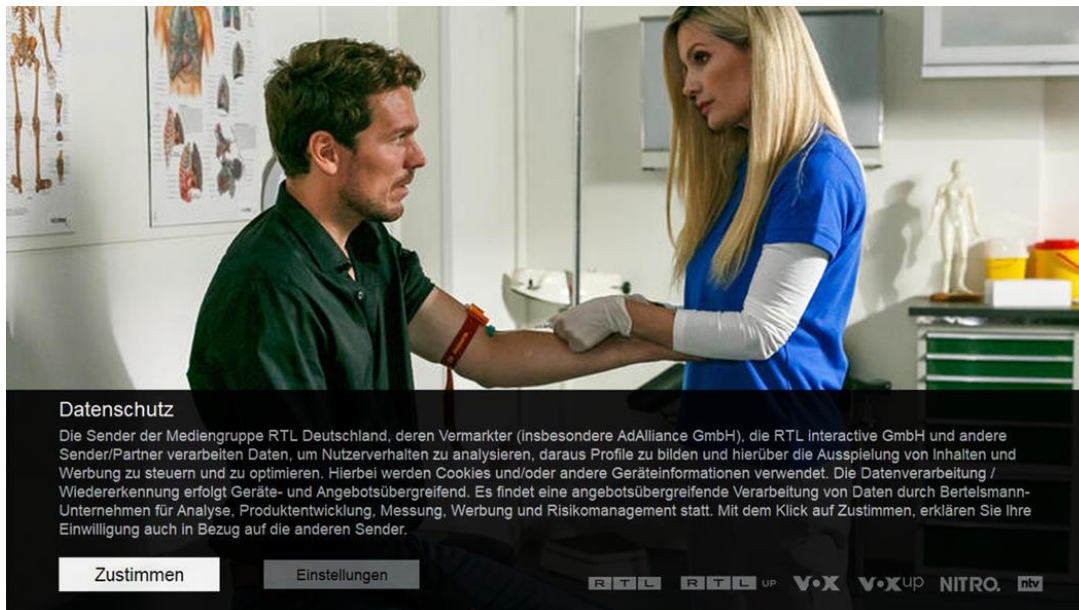 Datenschutz
Die Sender der Mediengruppe RTL Deutschland, deren Vermarkter (insbesondere AdAlliance GmbH), die RTL interactive GmbH und andere
Sender/Partner verarbeiten Daten, um Nutzerverhalten zu analysieren, daraus Profile zu bilden und hierüber die Ausspielung von Inhalten und
Werbung zu steuern und zu optimieren. Hierbei werden Cookies und/oder andere Geräteinformationen verwendet. Die Datenverarbeitung /
Wiedererkennung erfolgt Geräte- und Angebotsübergreifend. Es findet eine angebotsübergreifende Verarbeitung von Daten durch Bertelsmann-
Unternehmen für Analyse, Produktentwicklung, Messung, Werbung und Risikomanagement statt. Mit dem Klick auf Zustimmen, erklären Sie Ihre
Einwilligung auch in Bezug auf die anderen Sender.
Zustimmen Einstellungen RTL RTL UP VOX VOXUP NITRO. ntv